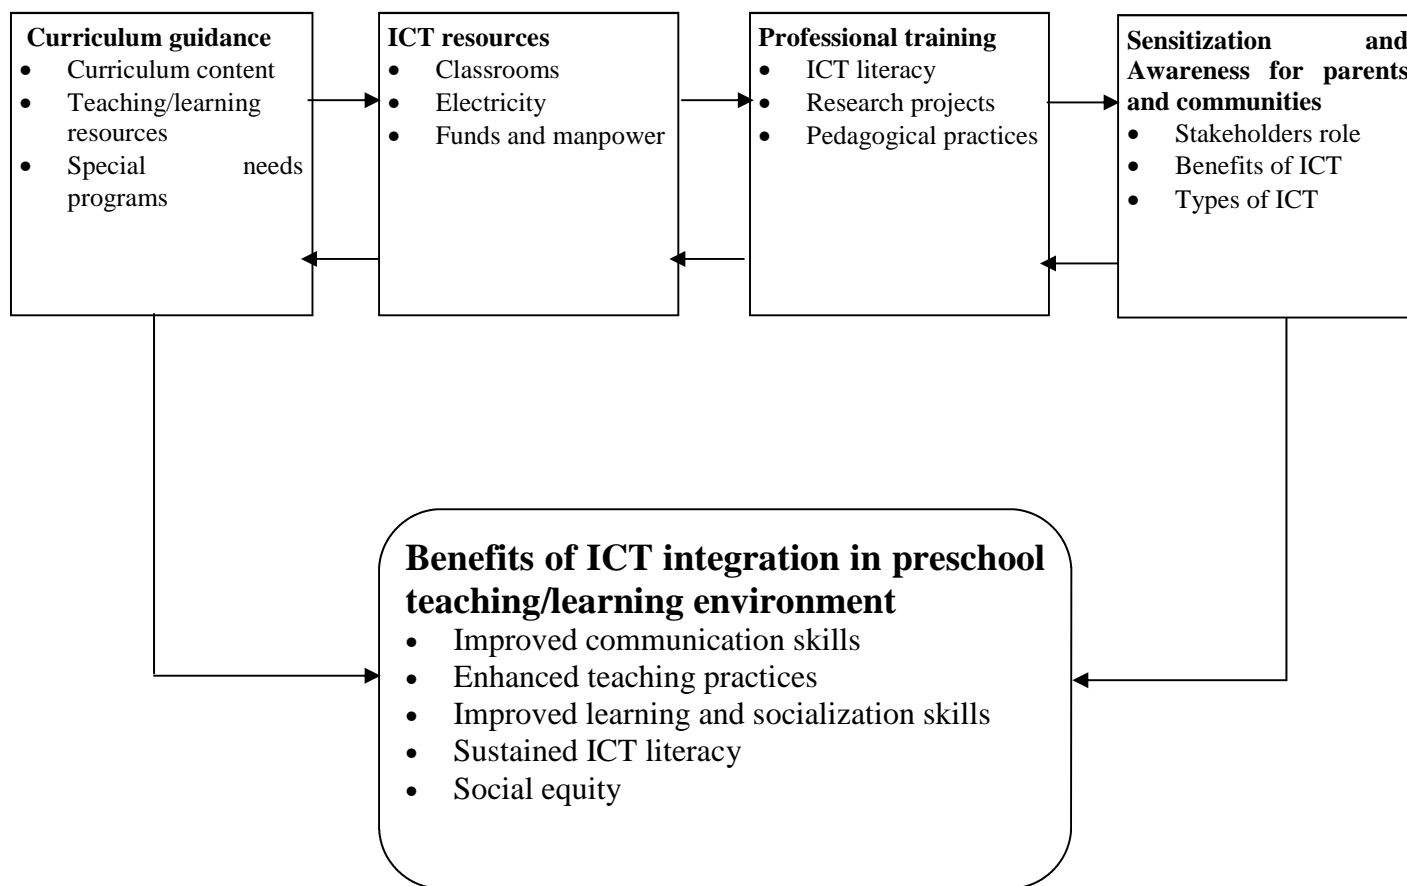 Curriculum guidance
• Curriculum content
• Teaching/learning
resources
• Special needs
programs
ICT resources
• Classrooms
• Electricity
• Funds and manpower
Professional training
• ICT literacy
• Research projects
• Pedagogical practices
Sensitization and
Awareness for parents
and communities
• Stakeholders role
• Benefits of ICT
• Types of ICT
Benefits of ICT integration in preschool
teaching/learning environment
• Improved communication skills
• Enhanced teaching practices
• Improved learning and socialization skills
• Sustained ICT literacy
• Social equity